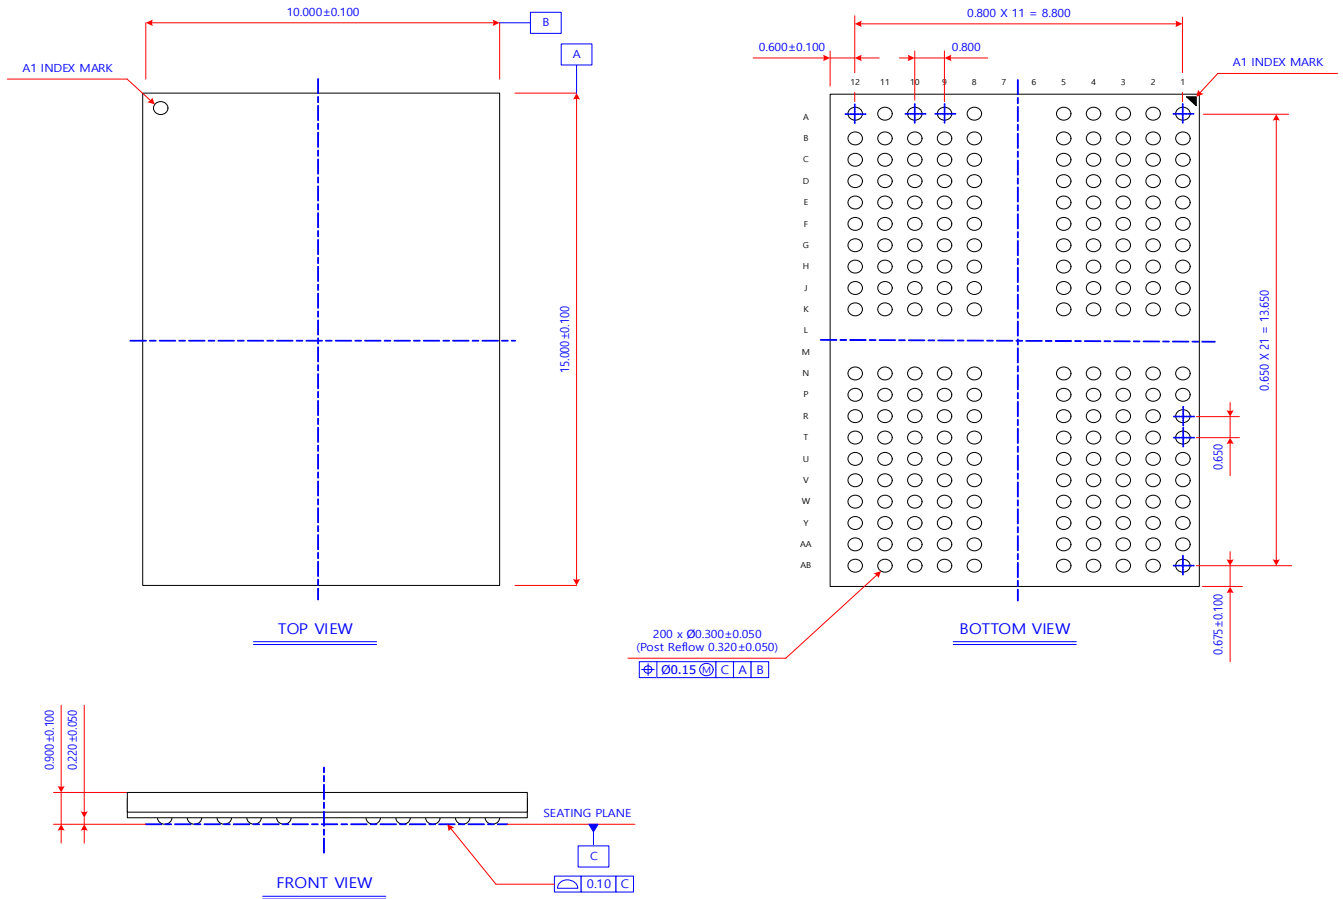 10.000±0.100
B
A
A1 INDEX MARK
15.000±0.100
TOP VIEW
0.800 X 11 = 8.800
0.600±0.100
0.800
A1 INDEX MARK
12 11 10 9 8 7 6 5 4 3 2 1
A
B
C
D
E
F
G
H
J
K
L
M
N
P
R
T
U
V
W
Y
AA
AB
0.650 X 21 = 13.650
0.650
0.675±0.100
200 x Ø0.300±0.050
(Post Reflow 0.320±0.050)
⌖ Ø0.15 Ⓜ C A B
BOTTOM VIEW
0.900±0.100
0.220±0.050
SEATING PLANE
C
⌓ 0.10 C
FRONT VIEW